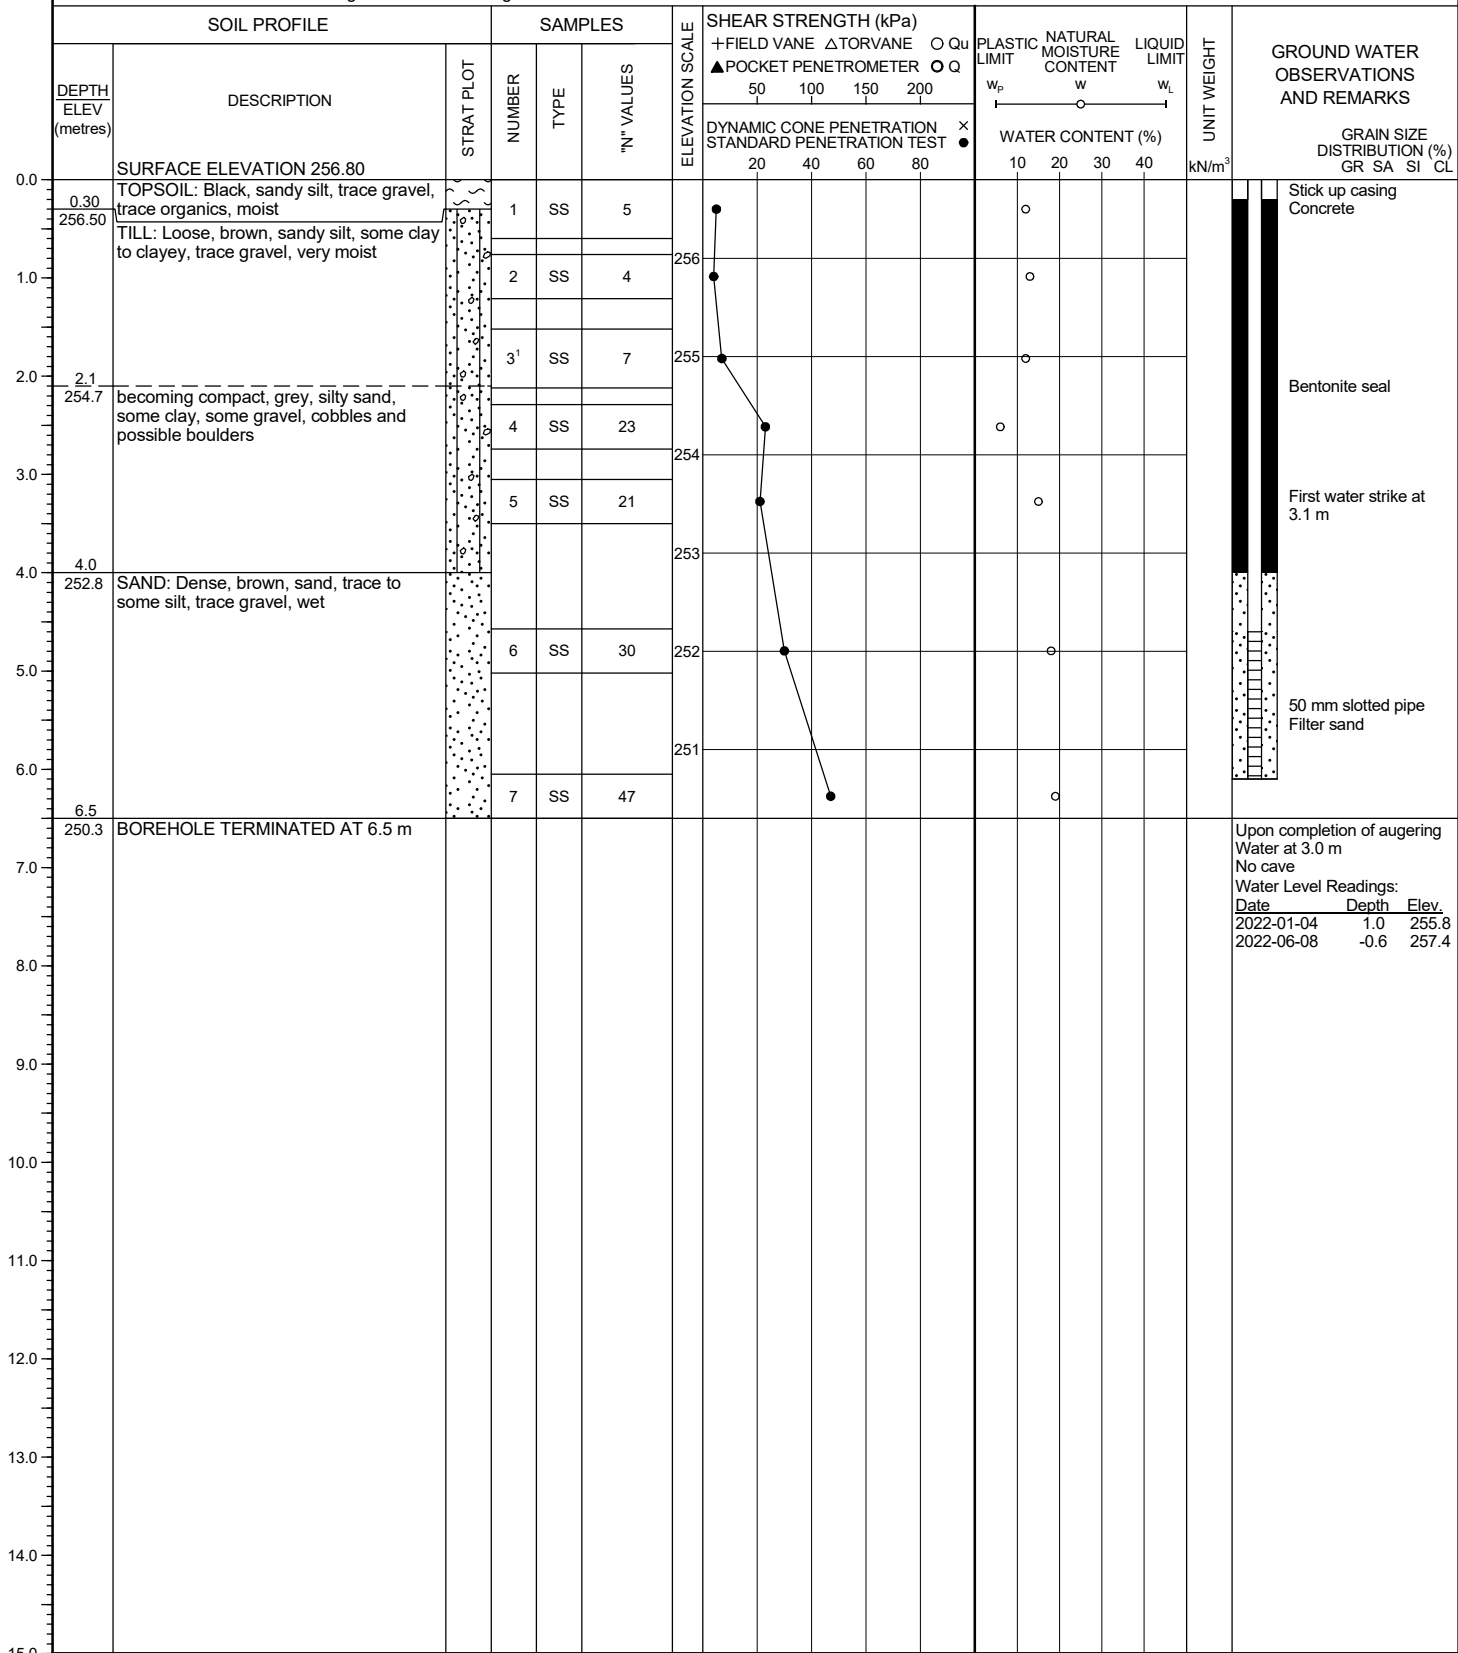 SOIL PROFILE
SAMPLES
ELEVATION SCALE
SHEAR STRENGTH (kPa)
+FIELD VANE △TORVANE ○ Qu
▲POCKET PENETROMETER O Q
50 100 150 200
DYNAMIC CONE PENETRATION ×
STANDARD PENETRATION TEST ●
20 40 60 80
PLASTIC LIMIT
NATURAL MOISTURE CONTENT
LIQUID LIMIT
wP w wL
WATER CONTENT (%)
10 20 30 40
UNIT WEIGHT
kN/m³
GROUND WATER
OBSERVATIONS
AND REMARKS
GRAIN SIZE
DISTRIBUTION (%)
GR SA SI CL
DEPTH
ELEV
(metres)
DESCRIPTION
STRAT PLOT
NUMBER
TYPE
"N" VALUES
SURFACE ELEVATION 256.80
0.0
TOPSOIL: Black, sandy silt, trace gravel,
trace organics, moist
0.30
256.50
TILL: Loose, brown, sandy silt, some clay
to clayey, trace gravel, very moist
1 SS 5
Stick up casing
Concrete
256
1.0
2 SS 4
3¹ SS 7
255
2.0
2.1
254.7
becoming compact, grey, silty sand,
some clay, some gravel, cobbles and
possible boulders
Bentonite seal
4 SS 23
254
3.0
5 SS 21
First water strike at
3.1 m
253
4.0
4.0
252.8
SAND: Dense, brown, sand, trace to
some silt, trace gravel, wet
6 SS 30
252
5.0
50 mm slotted pipe
Filter sand
251
6.0
7 SS 47
6.5
250.3
BOREHOLE TERMINATED AT 6.5 m
Upon completion of augering
Water at 3.0 m
No cave
Water Level Readings:
Date Depth Elev.
2022-01-04 1.0 255.8
2022-06-08 -0.6 257.4
7.0
8.0
9.0
10.0
11.0
12.0
13.0
14.0